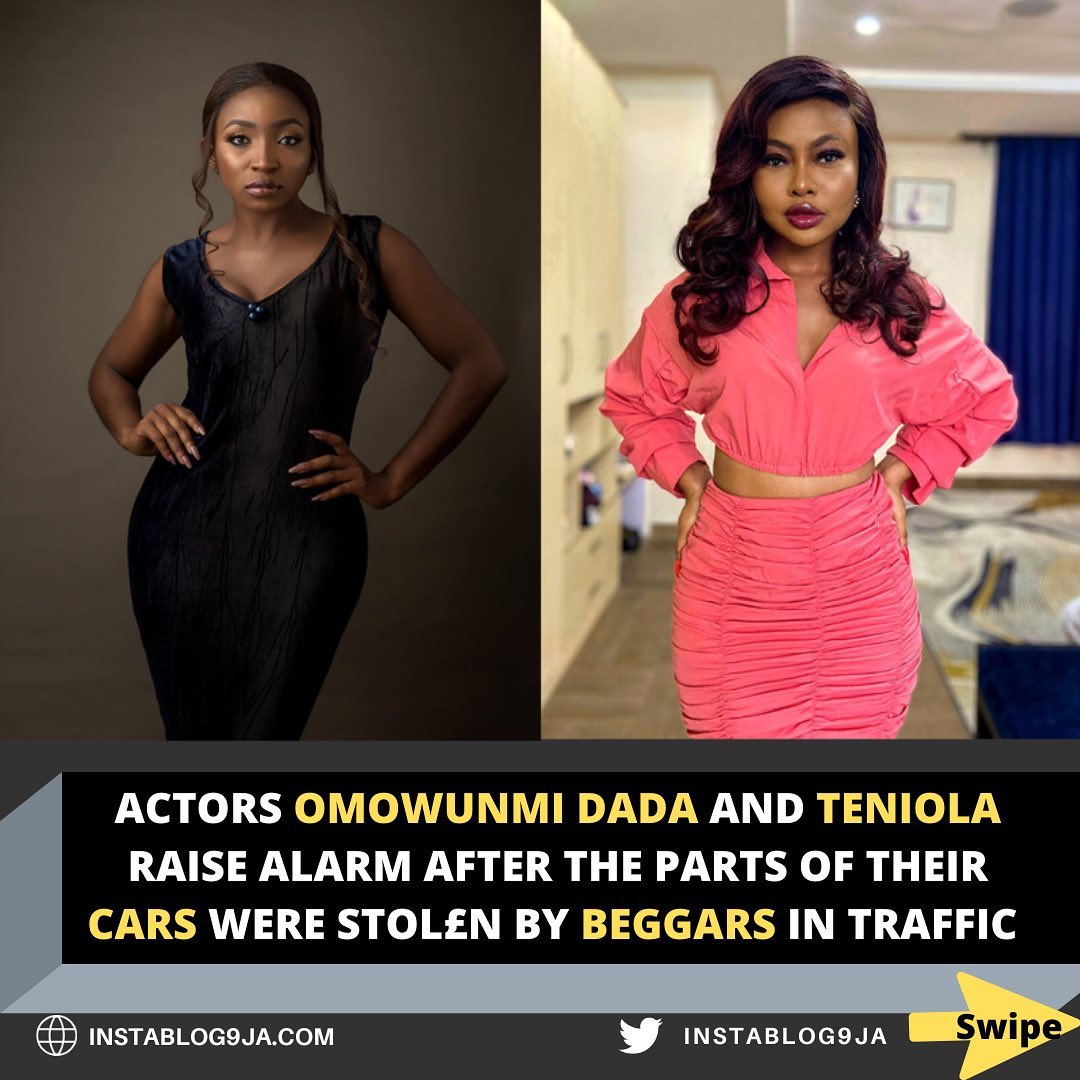 ACTORS OMOWUNMI DADA AND TENIOLA
RAISE ALARM AFTER THE PARTS OF THEIR
CARS WERE STOL£N BY BEGGARS IN TRAFFIC
INSTABLOG9JA.COM
INSTABLOG9JA
Swipe